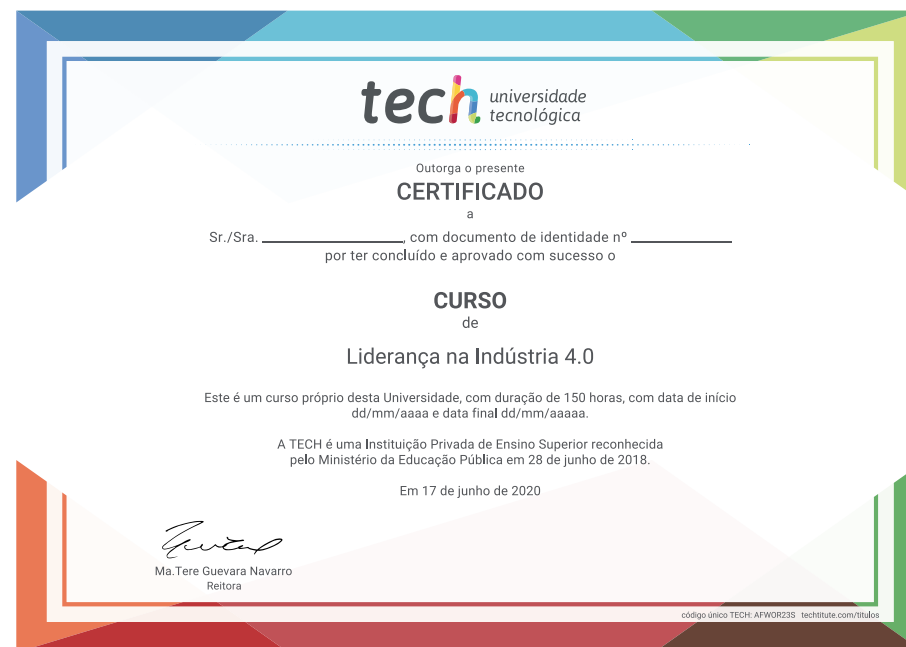 tech universidade
tecnológica
Outorga o presente
CERTIFICADO
a
Sr./Sra. ________________, com documento de identidade nº ____________
por ter concluído e aprovado com sucesso o
CURSO
de
Liderança na Indústria 4.0
Este é um curso próprio desta Universidade, com duração de 150 horas, com data de início
dd/mm/aaaa e data final dd/mm/aaaaa.
A TECH é uma Instituição Privada de Ensino Superior reconhecida
pelo Ministério da Educação Pública em 28 de junho de 2018.
Em 17 de junho de 2020
Ma.Tere Guevara Navarro
Reitora
código único TECH: AFWOR23S techtitute.com/titulos